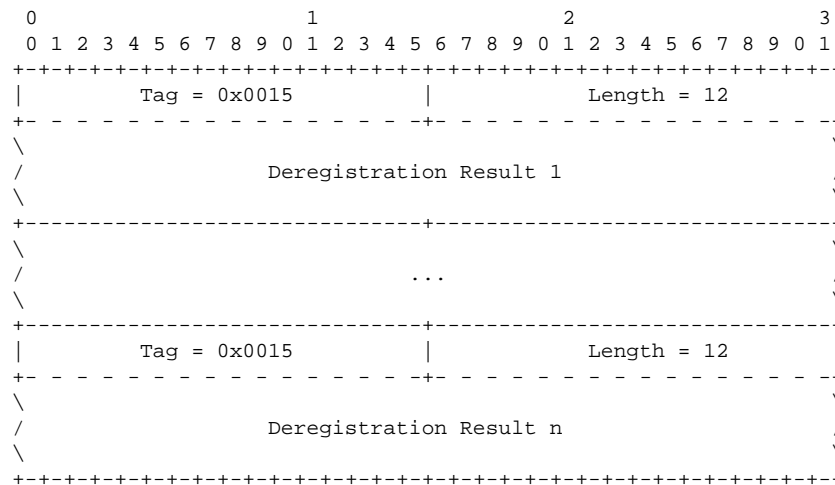 0                   1                   2                   3
 0 1 2 3 4 5 6 7 8 9 0 1 2 3 4 5 6 7 8 9 0 1 2 3 4 5 6 7 8 9 0 1
+-+-+-+-+-+-+-+-+-+-+-+-+-+-+-+-+-+-+-+-+-+-+-+-+-+-+-+-+-+-+-+-
|         Tag = 0x0015          |            Length = 12
+- - - - - - - - - - - - - - - -+- - - - - - - - - - - - - - - --
\                                                               \
/                   Deregistration Result 1                     /
\                                                               \
+-------------------------------+--------------------------------
\                                                               \
/                              ...                              /
\                                                               \
+-------------------------------+--------------------------------
|         Tag = 0x0015          |            Length = 12
+- - - - - - - - - - - - - - - -+- - - - - - - - - - - - - - - --
\                                                               \
/                   Deregistration Result n                     /
\                                                               \
+-+-+-+-+-+-+-+-+-+-+-+-+-+-+-+-+-+-+-+-+-+-+-+-+-+-+-+-+-+-+-+-